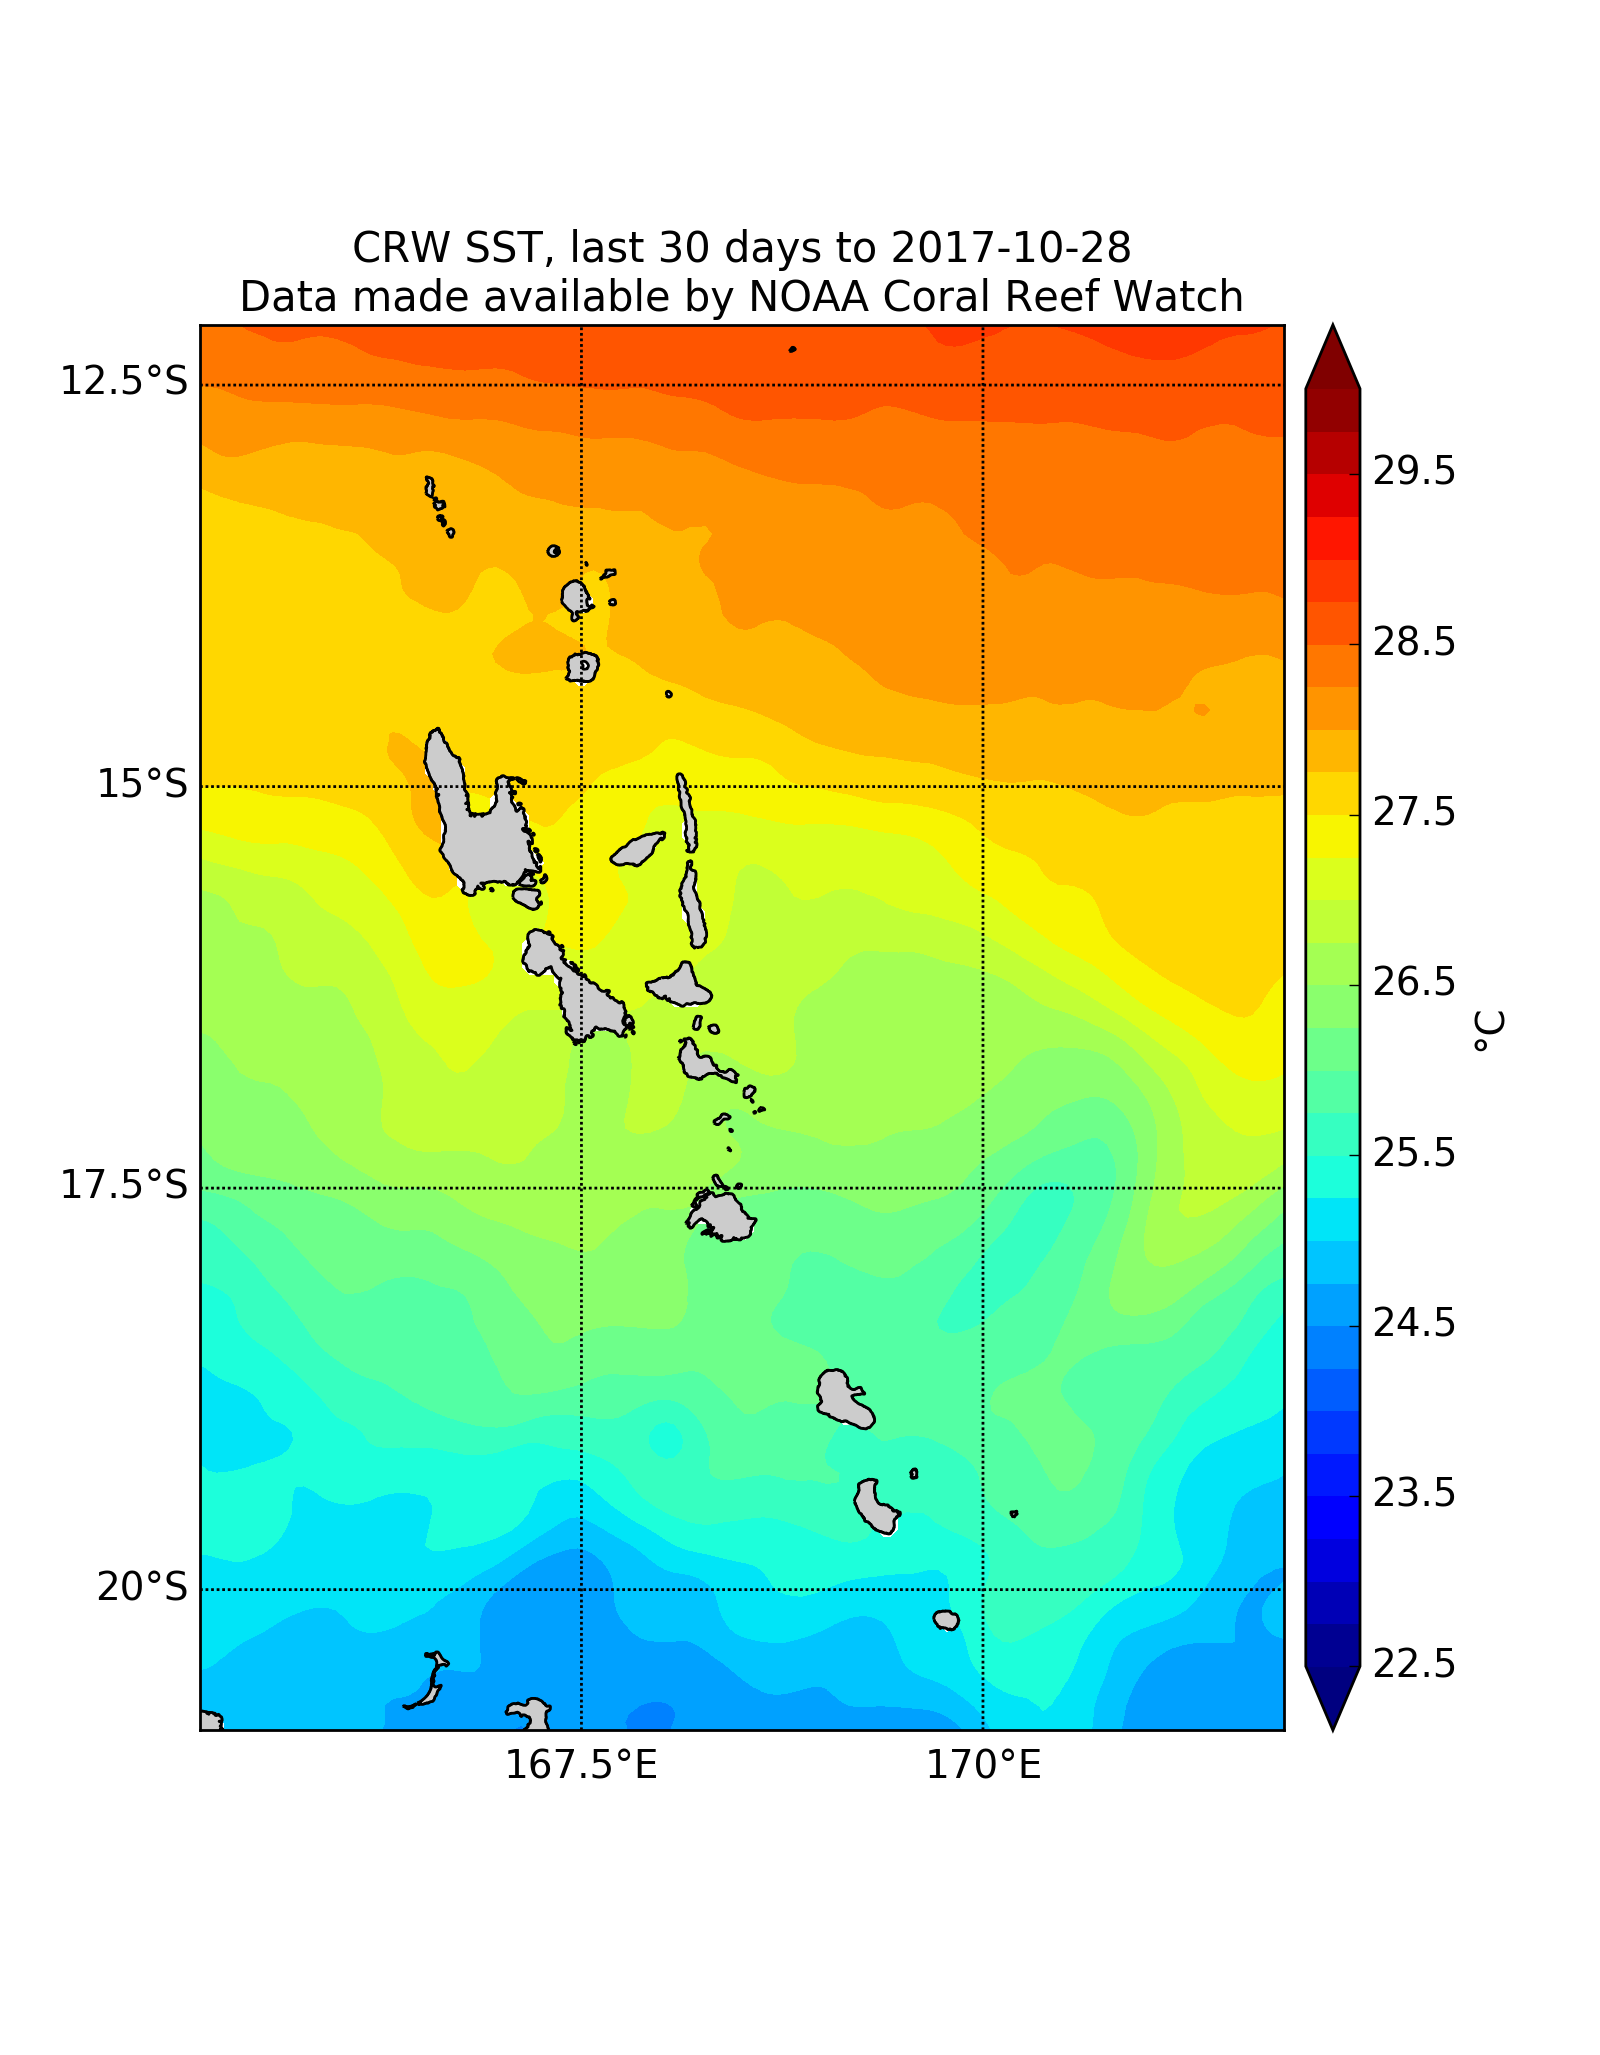 CRW SST, last 30 days to 2017-10-28
Data made available by NOAA Coral Reef Watch
12.5°S
15°S
17.5°S
20°S
167.5°E
170°E
29.5
28.5
27.5
26.5
25.5
24.5
23.5
22.5
°C